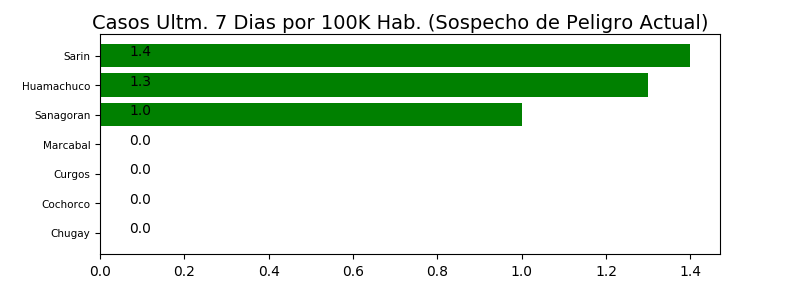 Casos Ultm. 7 Dias por 100K Hab. (Sospecho de Peligro Actual)
Sarin 1.4
Huamachuco 1.3
Sanagoran 1.0
Marcabal 0.0
Curgos 0.0
Cochorco 0.0
Chugay 0.0
0.0 0.2 0.4 0.6 0.8 1.0 1.2 1.4